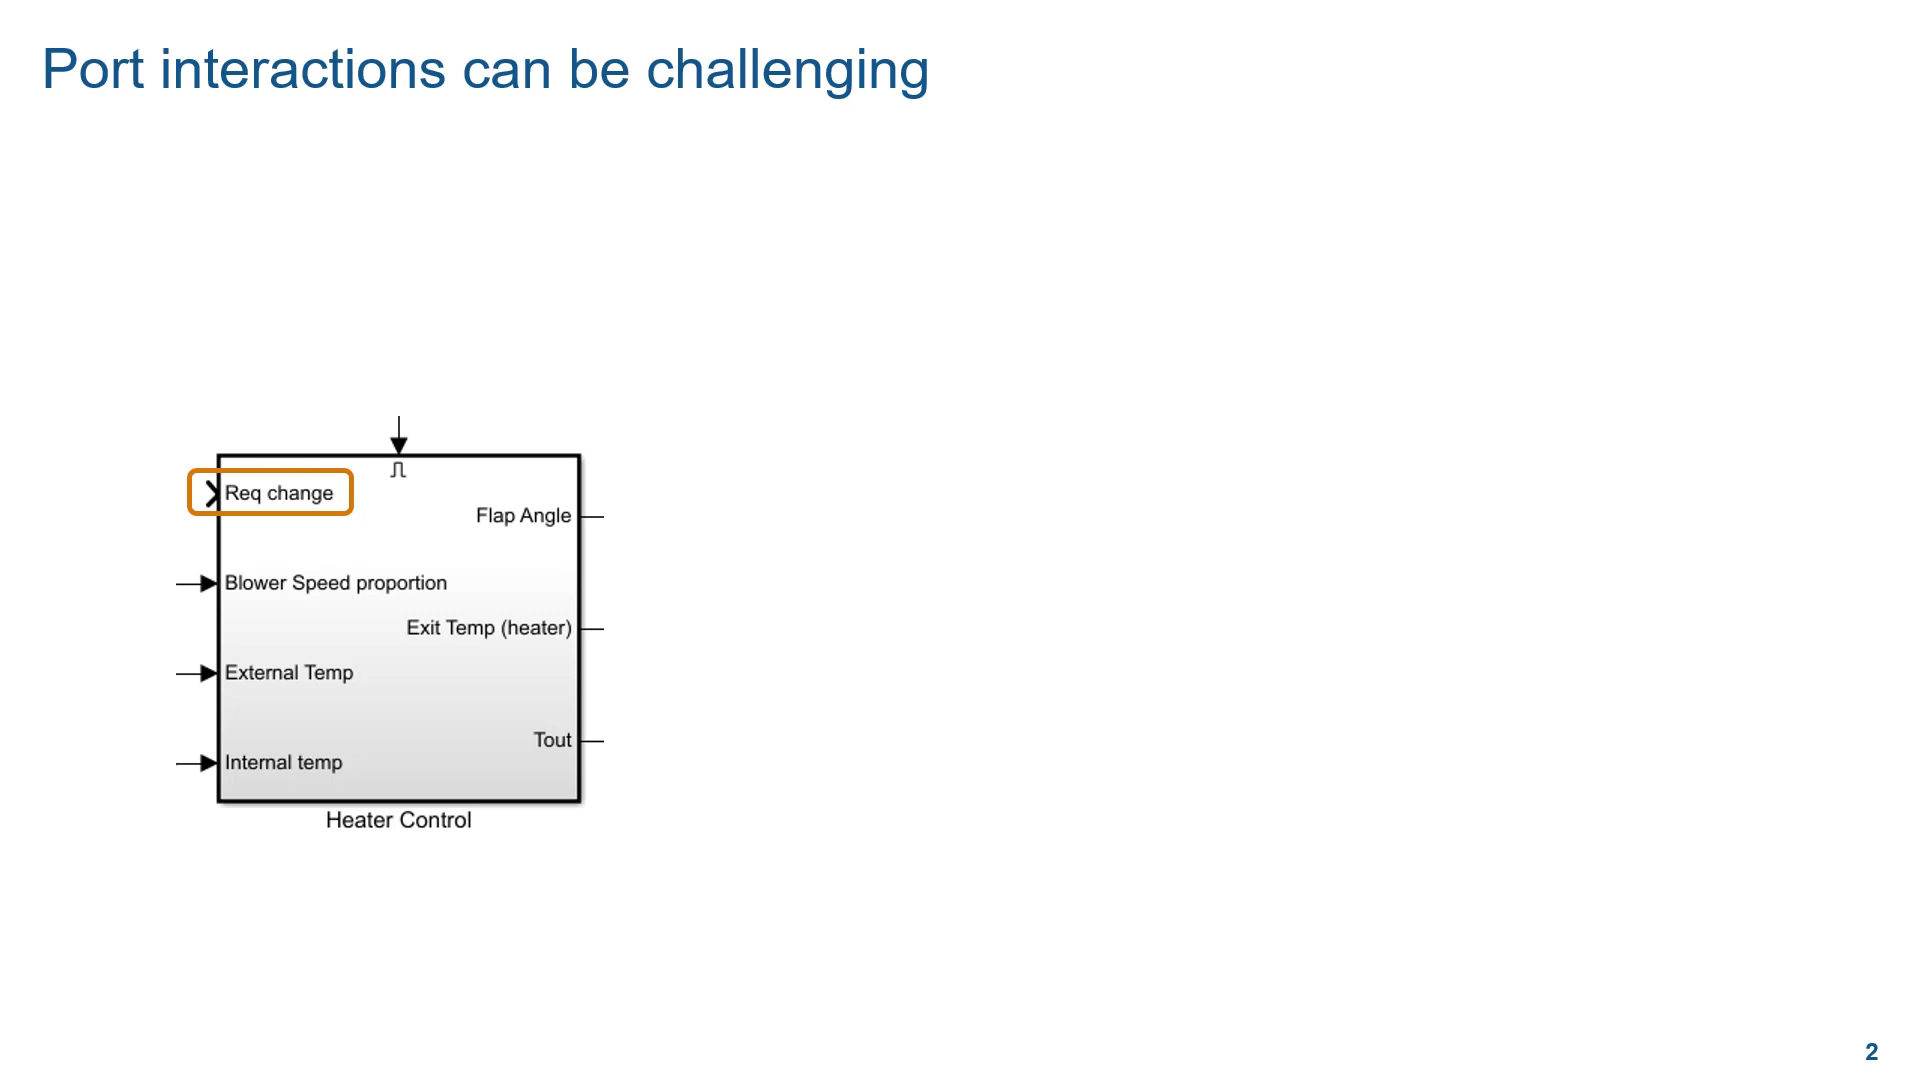 Port interactions can be challenging
Req change
Flap Angle
Blower Speed proportion
Exit Temp (heater)
External Temp
Tout
Internal temp
Heater Control
2